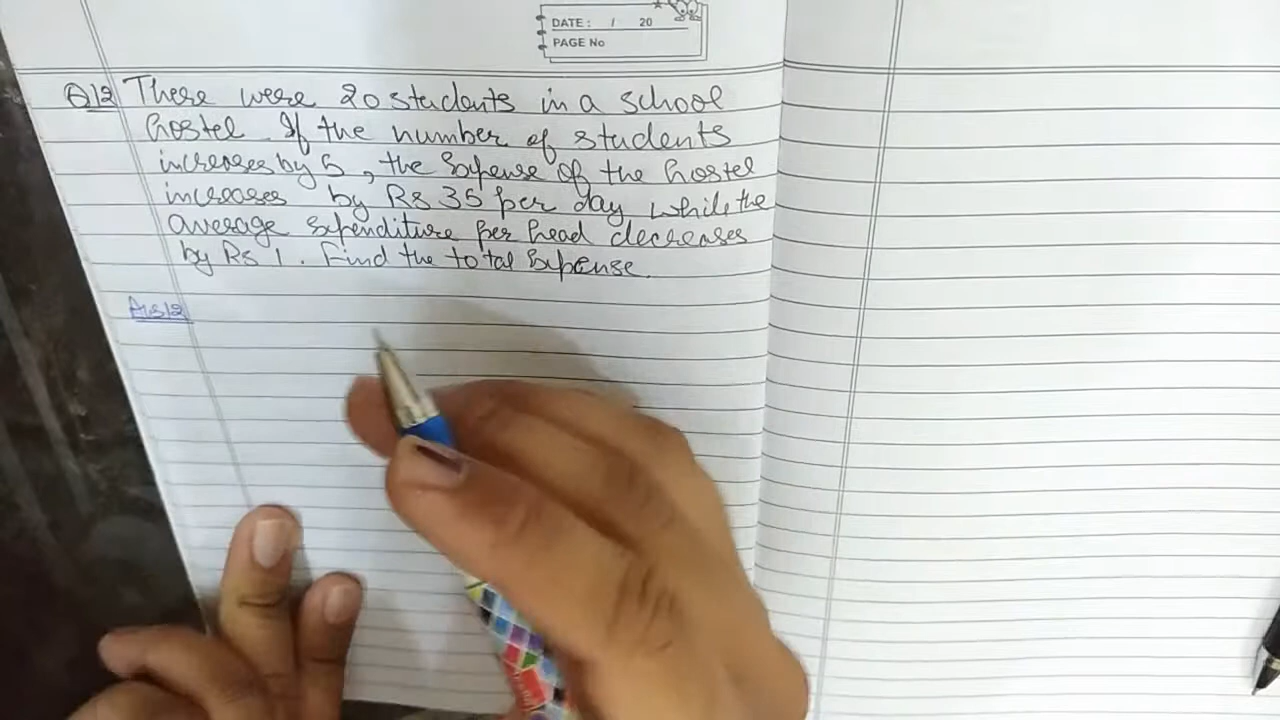 DATE: / 20
PAGE No
Q12 There were 20 students in a school
hostel. If the number of students
increases by 5, the Expense of the hostel
increases by Rs 35 per day, while the
average Expenditure per head decreases
by Rs 1. Find the total Expense.
Ans12